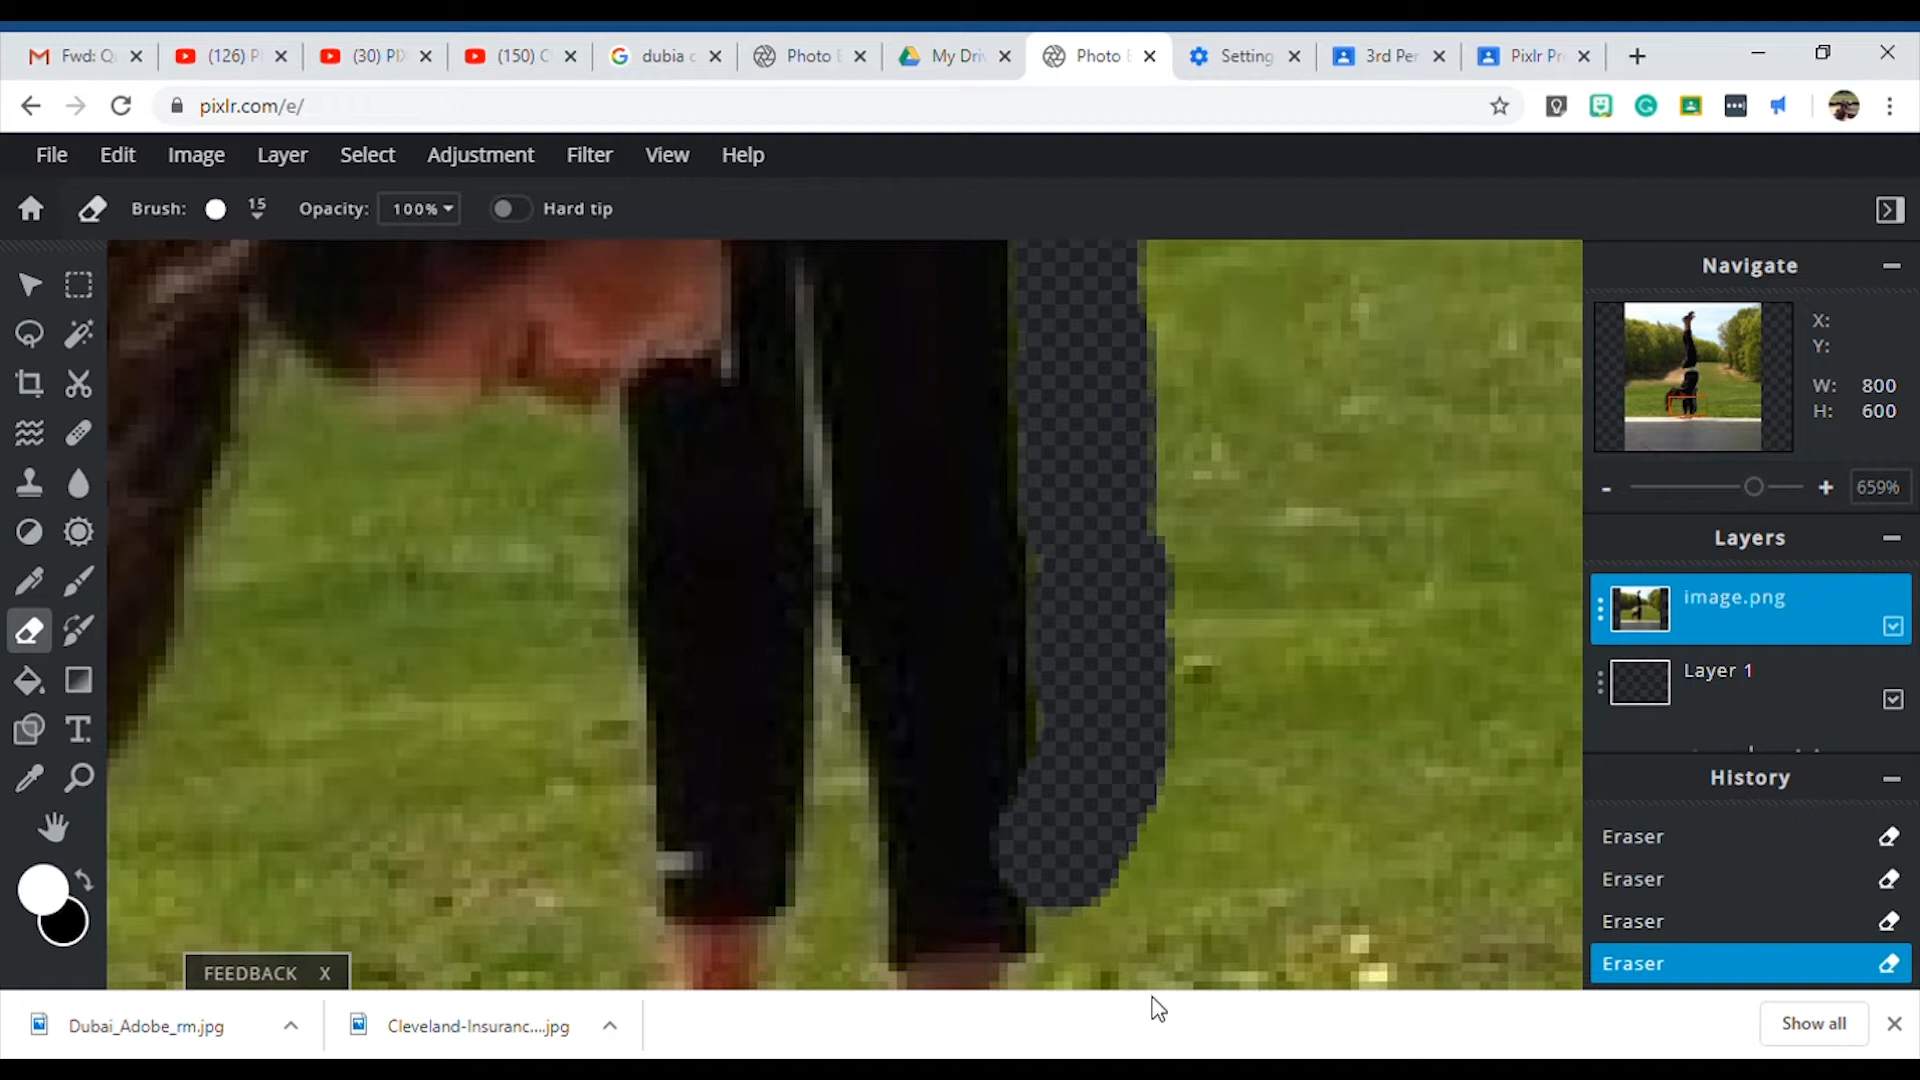 Fwd: Q
(126) P
(30) PIX
(150) C
dubia c
Photo E
My Driv
Photo E
Setting
3rd Per
Pixlr Pr
pixlr.com/e/
File
Edit
Image
Layer
Select
Adjustment
Filter
View
Help
Brush:
15
Opacity:
100%
Hard tip
Navigate
X:
Y:
W: 800
H: 600
- + 659%
Layers
image.png
Layer 1
History
Eraser
Eraser
Eraser
Eraser
FEEDBACK X
Dubai_Adobe_rm.jpg
Cleveland-Insuranc....jpg
Show all